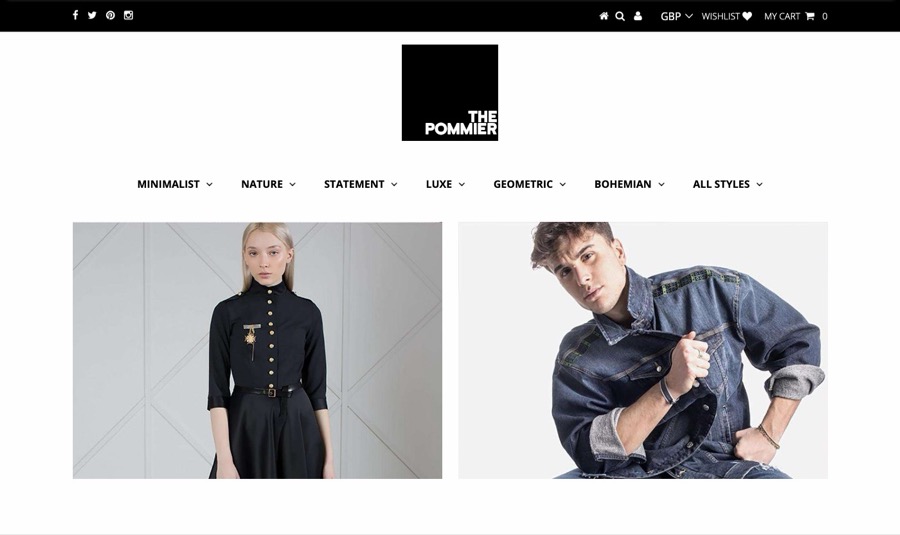 GBP WISHLIST MY CART 0
THE
POMMIER
MINIMALIST NATURE STATEMENT LUXE GEOMETRIC BOHEMIAN ALL STYLES